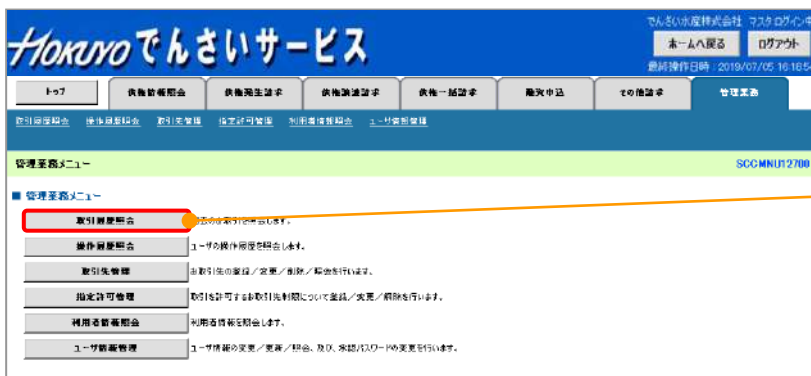 でんさい水産株式会社 マスタログイン中
Hokuyoでんさいサービス
ホームへ戻る ログアウト
最終操作日時：2019/07/05 16:18:54
トップ 債権情報照会 債権発生請求 債権譲渡請求 債権一括請求 融資申込 その他請求 管理業務
取引履歴照会 操作履歴照会 取引先管理 指定許可管理 利用者情報照会 ユーザ情報管理
管理業務メニュー SCCMNU12700
■ 管理業務メニュー
取引履歴照会 過去のお取引を照会します。
操作履歴照会 ユーザの操作履歴を照会します。
取引先管理 お取引先の登録／変更／削除／照会を行います。
指定許可管理 取引を許可するお取引先制限について登録／変更／解除を行います。
利用者情報照会 利用者情報を照会します。
ユーザ情報管理 ユーザ情報の変更／更新／照会、及び、承認パスワードの変更を行います。